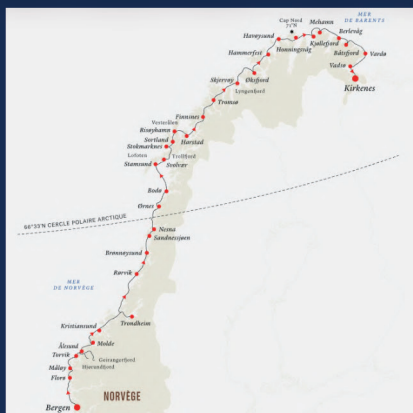 MER
DE BARENTS
Cap Nord
71°N
Mehamn
Berlevåg
Havøysund
Kjøllefjord
Båtsfjord
Vardø
Honningsvåg
Hammerfest
Vadsø
Kirkenes
Øksfjord
Skjervøy
Lyngenfjord
Tromsø
Finnsnes
Vesterålen
Risøyhamn
Harstad
Sortland
Stokmarknes
Lofoten
Trollfjord
Stamsund
Svolvær
Bodø
Ørnes
66°33'N CERCLE POLAIRE ARCTIQUE
Nesna
Sandnessjøen
Brønnøysund
Rørvik
MER
DE NORVÈGE
Kristiansund
Trondheim
Molde
Ålesund
Torvik
Geirangerfjord
Hjørundfjord
Måløy
Florø
NORVÈGE
Bergen